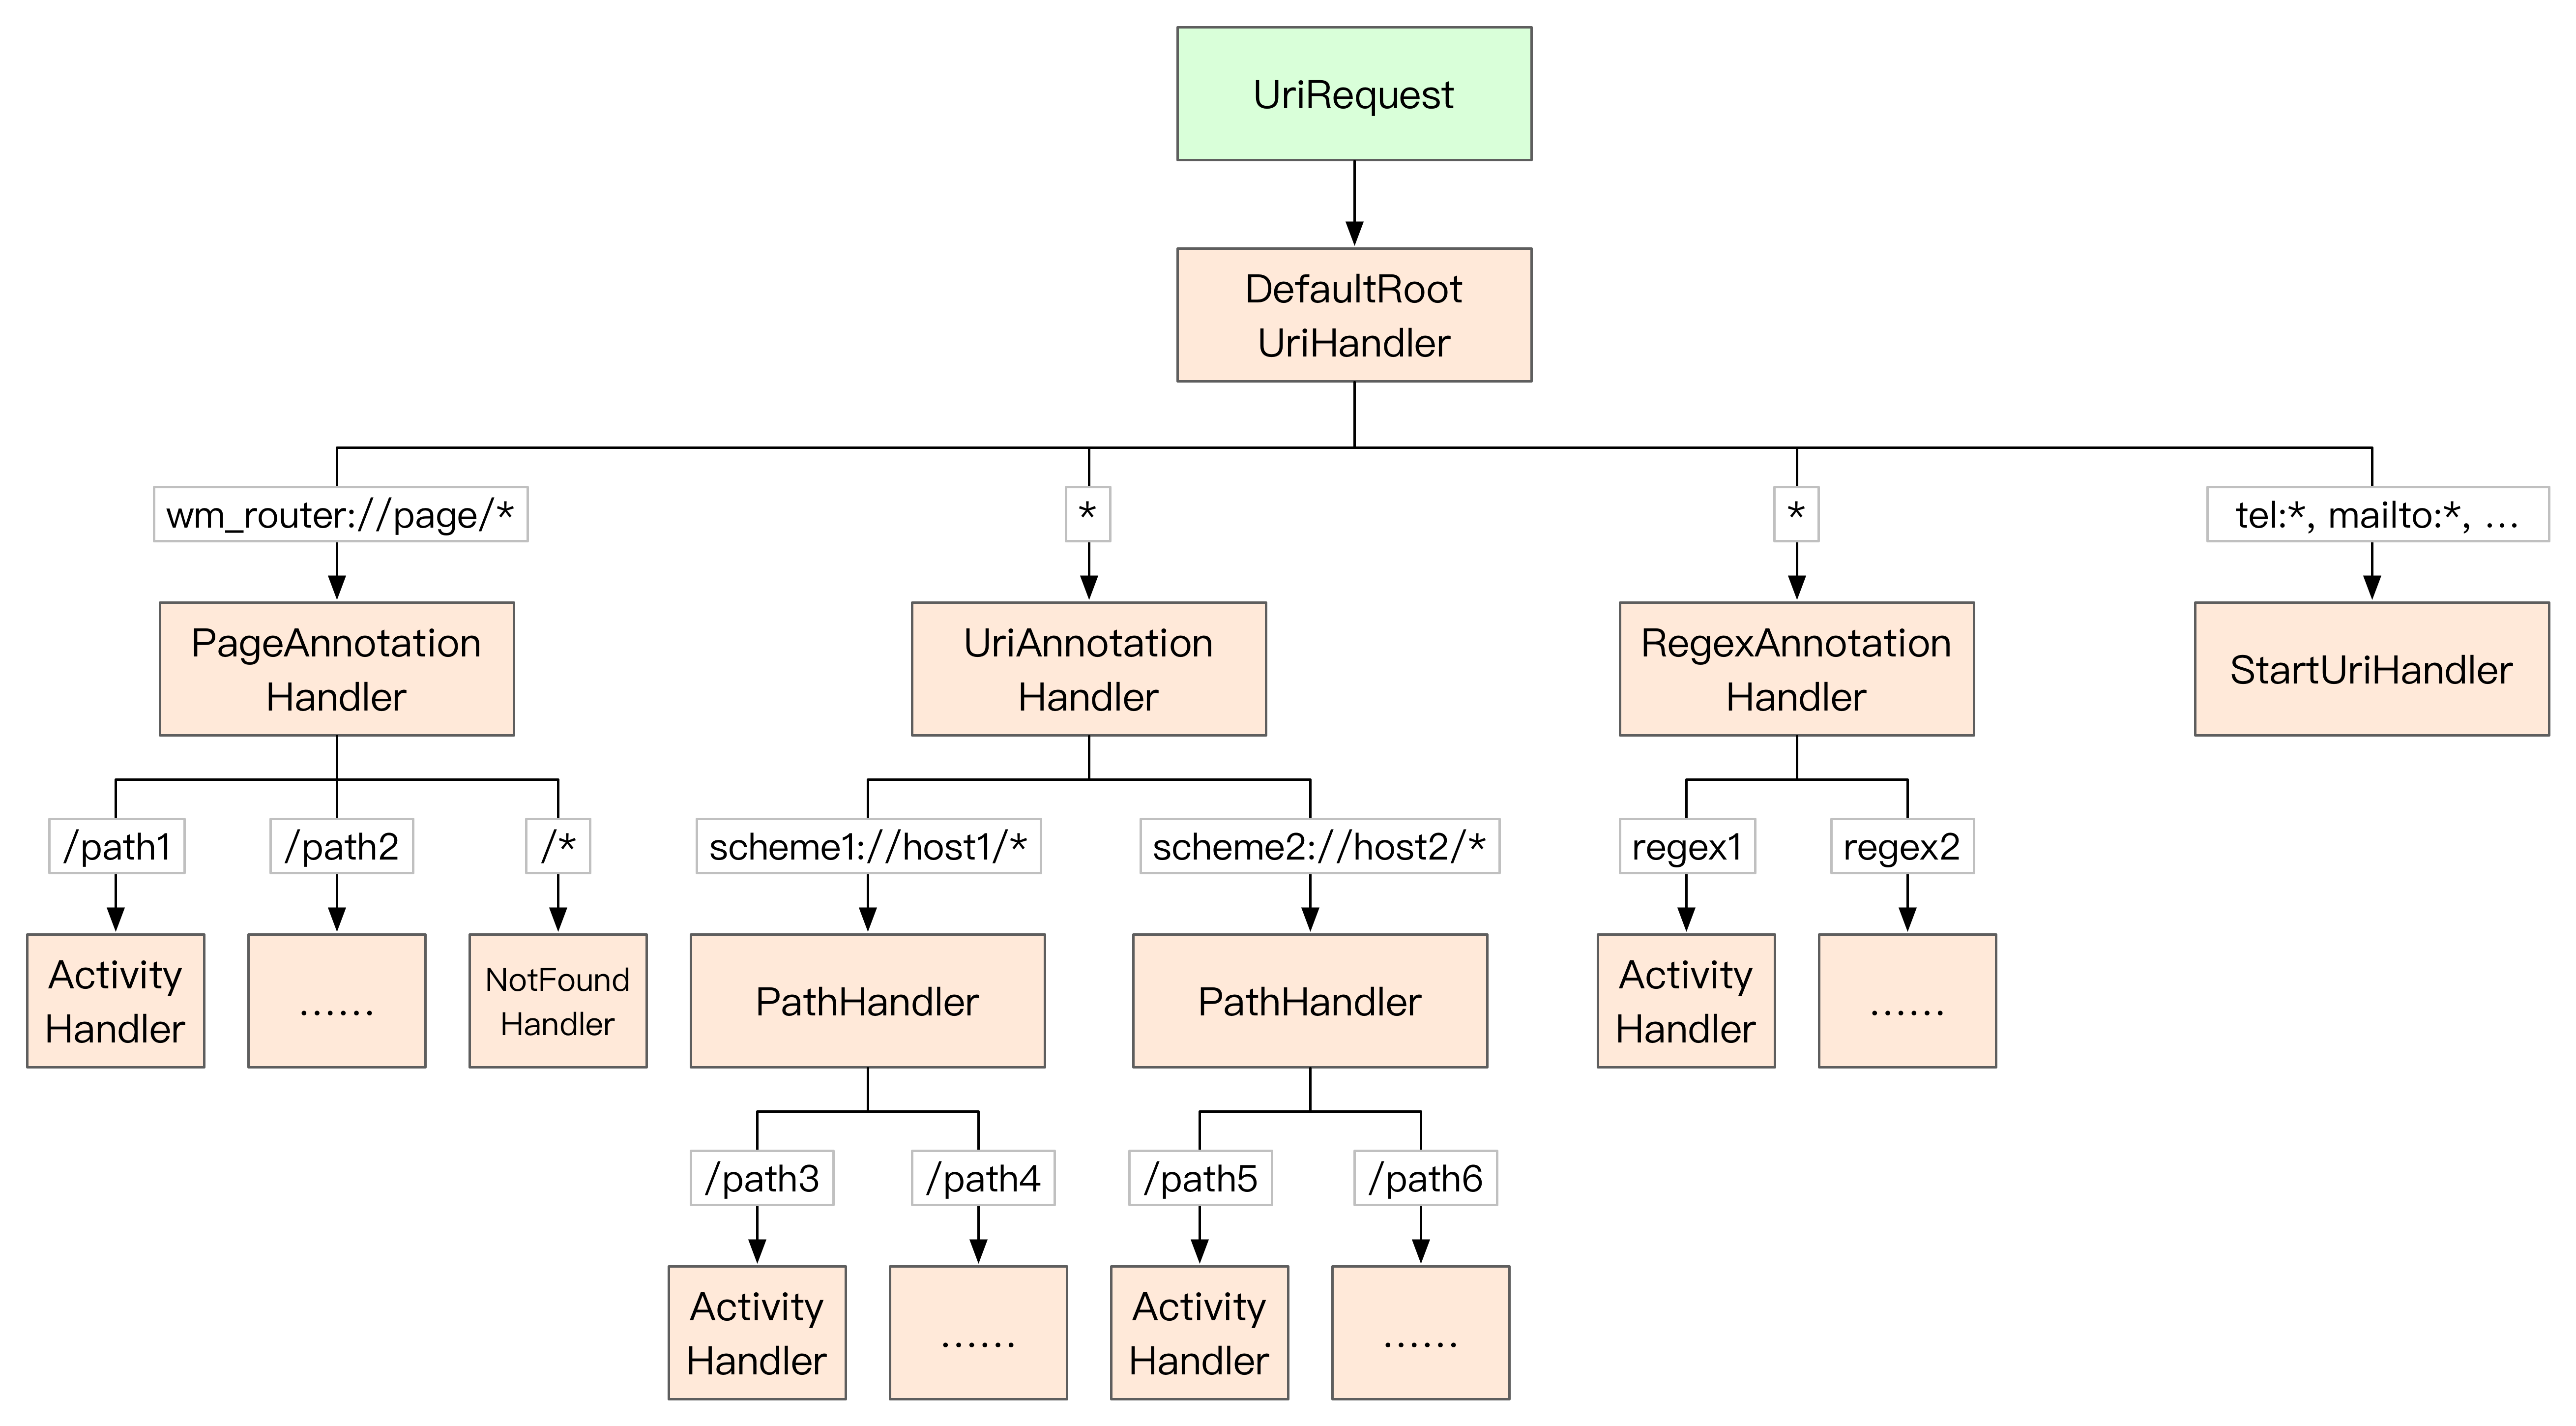 UriRequest
DefaultRoot
UriHandler
wm_router://page/*
*
*
tel:*, mailto:*, ...
PageAnnotation
Handler
UriAnnotation
Handler
RegexAnnotation
Handler
StartUriHandler
/path1
/path2
/*
scheme1://host1/*
scheme2://host2/*
regex1
regex2
Activity
Handler
......
NotFound
Handler
PathHandler
PathHandler
Activity
Handler
......
/path3
/path4
/path5
/path6
Activity
Handler
......
Activity
Handler
......